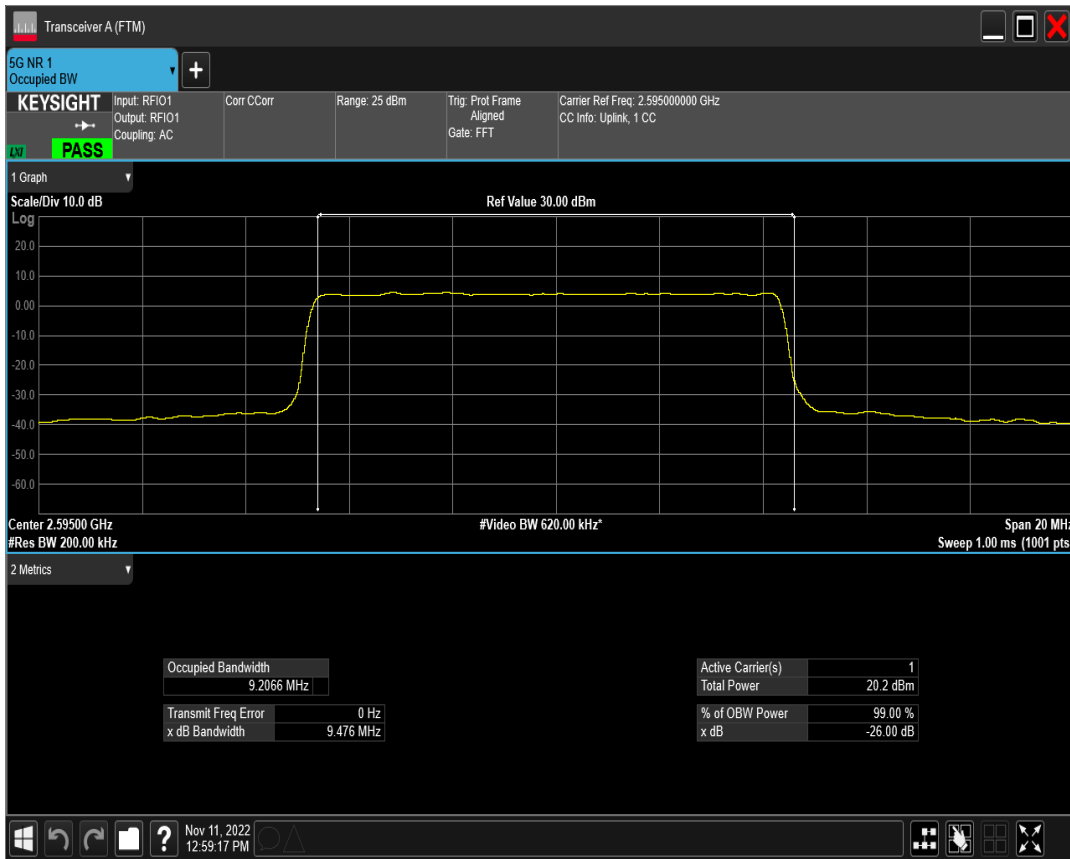 Transceiver A (FTM)
5G NR 1
Occupied BW
+
KEYSIGHT
LXI
PASS
Input: RFIO1
Output: RFIO1
Coupling: AC
Corr CCorr
Range: 25 dBm
Trig: Prot Frame
Aligned
Gate: FFT
Carrier Ref Freq: 2.595000000 GHz
CC Info: Uplink, 1 CC
1 Graph
Scale/Div 10.0 dB
Ref Value 30.00 dBm
Log
20.0
10.0
0.00
-10.0
-20.0
-30.0
-40.0
-50.0
-60.0
Center 2.59500 GHz
#Video BW 620.00 kHz*
Span 20 MHz
#Res BW 200.00 kHz
Sweep 1.00 ms (1001 pts
2 Metrics
Occupied Bandwidth
9.2066 MHz
Transmit Freq Error 0 Hz
x dB Bandwidth 9.476 MHz
Active Carrier(s) 1
Total Power 20.2 dBm
% of OBW Power 99.00 %
x dB -26.00 dB
?
Nov 11, 2022
12:59:17 PM